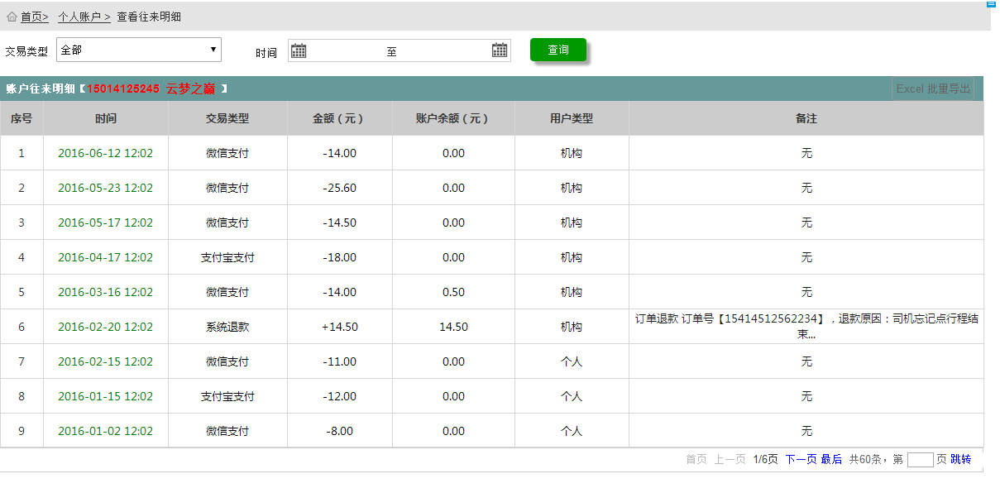 首页> 个人账户 > 查看往来明细
交易类型 全部 时间 至 查询
账户往来明细【15014125245 云梦之巅 】 Excel 批量导出
序号 时间 交易类型 金额（元） 账户余额（元） 用户类型 备注
1 2016-06-12 12:02 微信支付 -14.00 0.00 机构 无
2 2016-05-23 12:02 微信支付 -25.60 0.00 机构 无
3 2016-05-17 12:02 微信支付 -14.50 0.00 机构 无
4 2016-04-17 12:02 支付宝支付 -18.00 0.00 机构 无
5 2016-03-16 12:02 微信支付 -14.00 0.50 机构 无
6 2016-02-20 12:02 系统退款 +14.50 14.50 机构 订单退款 订单号【15414512562234】，退款原因：司机忘记点行程结
束...
7 2016-02-15 12:02 微信支付 -11.00 0.00 个人 无
8 2016-01-15 12:02 支付宝支付 -12.00 0.00 个人 无
9 2016-01-02 12:02 微信支付 -8.00 0.00 个人 无
首页 上一页 1/6页 下一页 最后 共60条，第 页 跳转